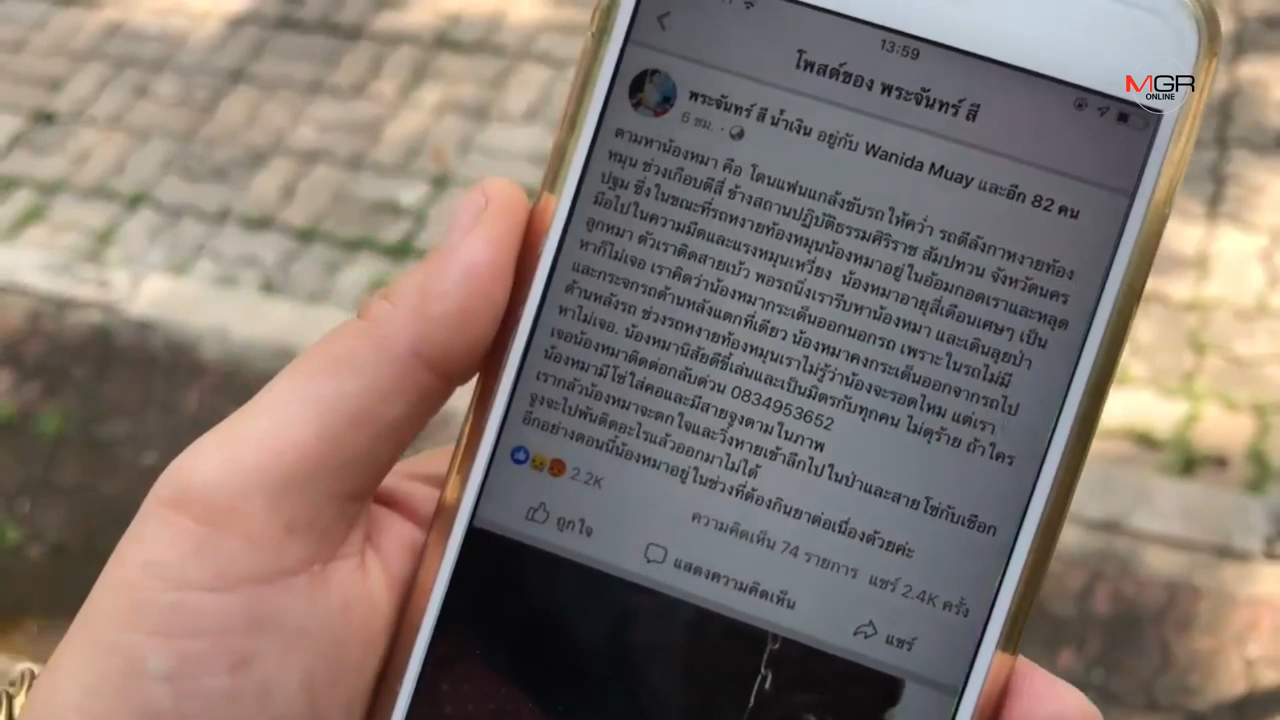 MGR
ONLINE
13:59
โพสต์ของ พระจันทร์ สี
พระจันทร์ สี น้ำเงิน อยู่กับ Wanida Muay และอีก 82 คน
6 ชม.
ตามหาน้องหมา คือ โดนแฟนแกล้งขับรถให้คว่ำ รถตีลังกาหงายท้อง
หมุน ช่วงเกือบตีสี่ ข้างสถานปฏิบัติธรรมศิริราช สัมปทวน จังหวัดนคร
ปฐม ซึ่งในขณะที่รถหงายท้องหมุนน้องหมาอยู่ในอ้อมกอดเราและหลุด
มือไปในความมืดและแรงหมุนเหวี่ยง น้องหมาอายุสี่เดือนเศษๆ เป็น
ลูกหมา ตัวเราติดสายเบ้ว พอรถนิ่งเรารีบหาน้องหมา และเดินลุยป่า
หาก็ไม่เจอ เราคิดว่าน้องหมากระเด็นออกนอกรถ เพราะในรถไม่มี
และกระจกรถด้านหลังแตกที่เดียว น้องหมาคงกระเด็นออกจากรถไป
ด้านหลังรถ ช่วงรถหงายท้องหมุนเราไม่รู้ว่าน้องจะรอดไหม แต่เรา
หาไม่เจอ. น้องหมานิสัยดีขี้เล่นและเป็นมิตรกับทุกคน ไม่ดุร้าย ถ้าใคร
เจอน้องหมาติดต่อกลับด่วน 0834953652
น้องหมามีโซ่ใส่คอและมีสายจูงตามในภาพ
เรากลัวน้องหมาจะตกใจและวิ่งหายเข้าลึกไปในป่าและสายโซ่กับเชือก
จูงจะไปพันติดอะไรแล้วออกมาไม่ได้
อีกอย่างตอนนี้น้องหมาอยู่ในช่วงที่ต้องกินยาต่อเนื่องด้วยค่ะ
2.2K
ความคิดเห็น 74 รายการ แชร์ 2.4K ครั้ง
ถูกใจ
แสดงความคิดเห็น
แชร์